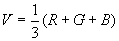 V = 1/3 (R + G + B)